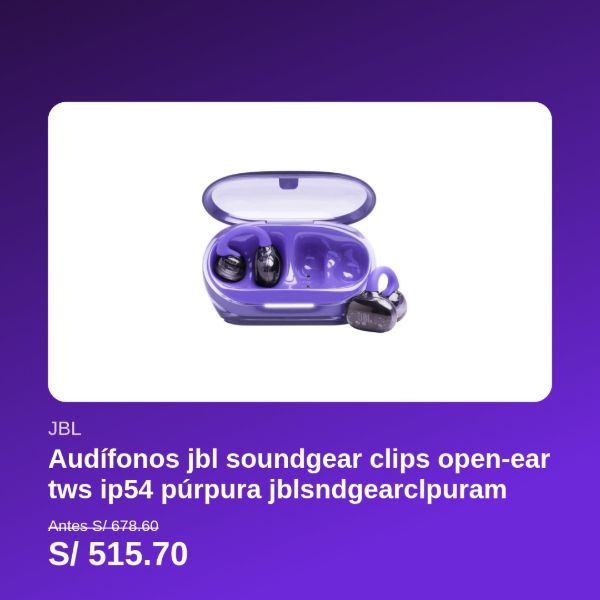 JBL
Audífonos jbl soundgear clips open-ear
tws ip54 púrpura jblsndgearclpuram
Antes S/ 678.60
S/ 515.70